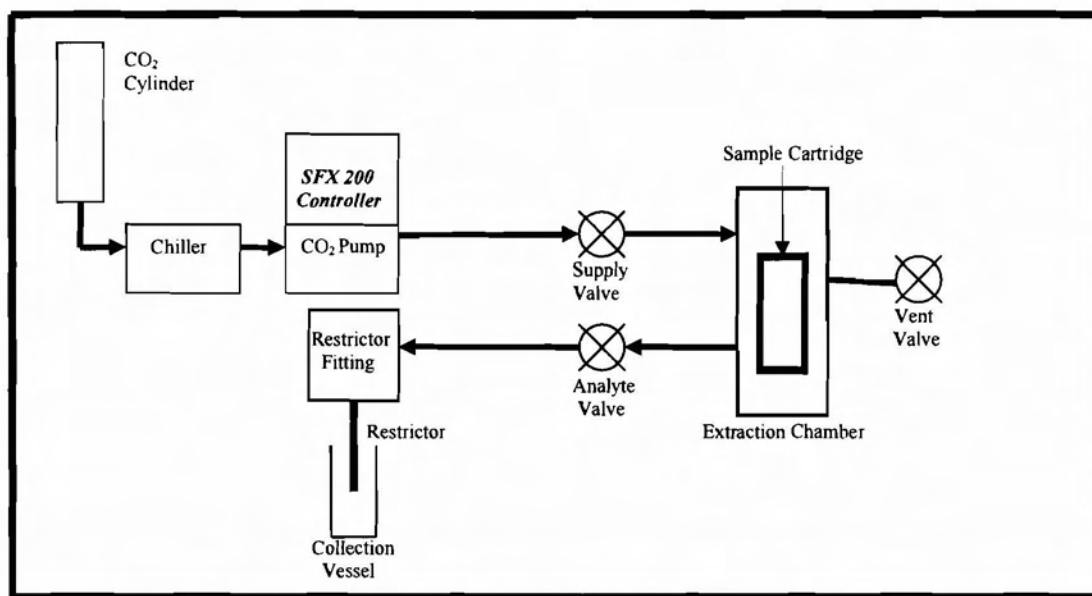 CO₂
Cylinder
SFX 200
Controller
Chiller
CO₂ Pump
Supply
Valve
Sample Cartridge
Vent
Valve
Restrictor
Fitting
Analyte
Valve
Extraction Chamber
Restrictor
Collection
Vessel